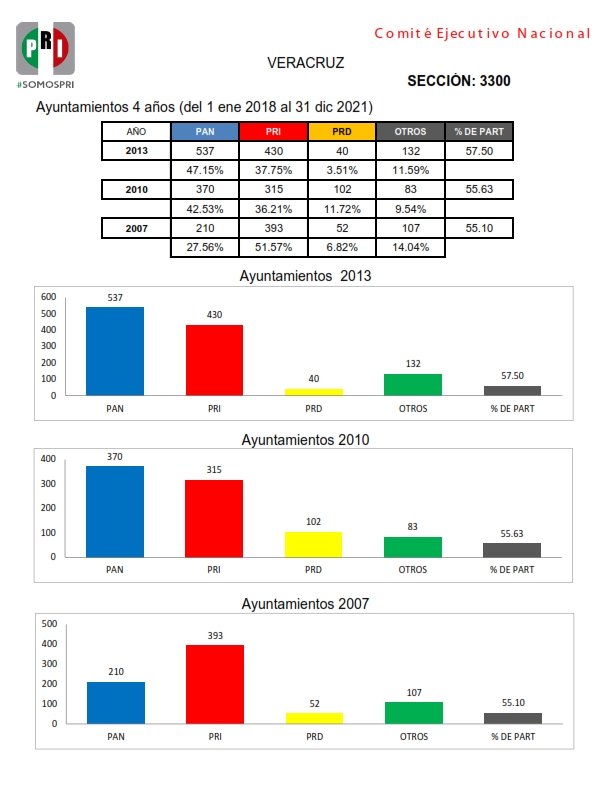 Comité Ejecutivo Nacional
PRI
#SOMOSPRI
VERACRUZ
SECCIÓN: 3300
Ayuntamientos 4 años (del 1 ene 2018 al 31 dic 2021)
AÑO PAN PRI PRD OTROS % DE PART
2013 537 430 40 132 57.50
47.15% 37.75% 3.51% 11.59%
2010 370 315 102 83 55.63
42.53% 36.21% 11.72% 9.54%
2007 210 393 52 107 55.10
27.56% 51.57% 6.82% 14.04%
Ayuntamientos 2013
600
500
400
300
200
100
0
537 430 40 132 57.50
PAN PRI PRD OTROS % DE PART
Ayuntamientos 2010
400
300
200
100
0
370 315 102 83 55.63
PAN PRI PRD OTROS % DE PART
Ayuntamientos 2007
500
400
300
200
100
0
210 393 52 107 55.10
PAN PRI PRD OTROS % DE PART